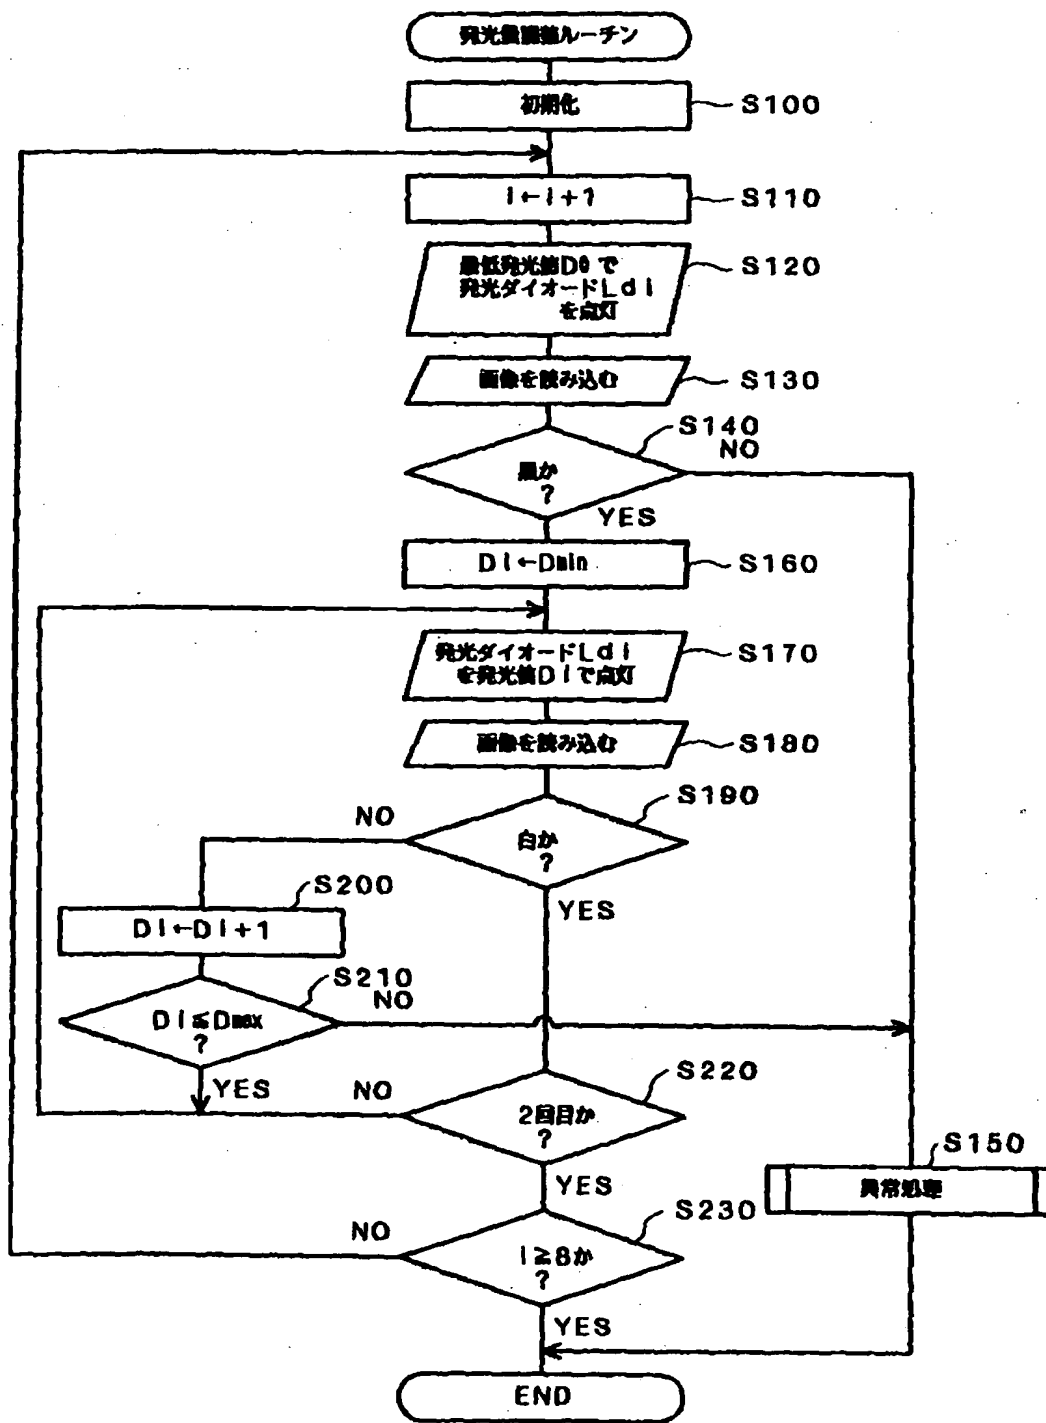 発光値調整ルーチン
初期化
S100
i←i+1
S110
最低発光値D0で
発光ダイオードLdi
を点灯
S120
画像を読み込む
S130
S140
黒か
?
NO
YES
Di←Dmin
S160
発光ダイオードLdi
を発光値Diで点灯
S170
画像を読み込む
S180
S190
白か
?
NO
YES
S200
Di←Di+1
S210
Di≦Dmax
?
NO
YES
S220
2回目か
?
NO
YES
S150
異常処理
S230
i≧8か
?
NO
YES
END